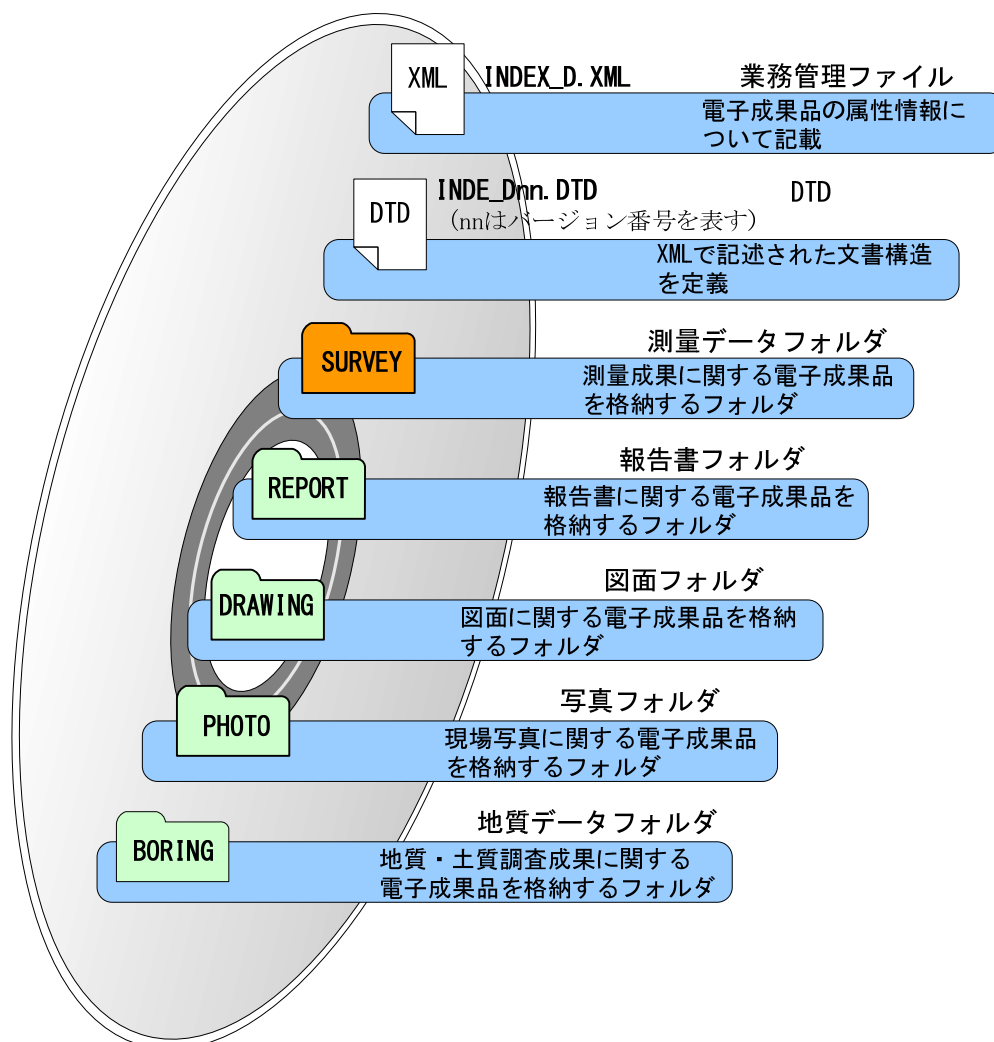 XML
INDEX_D.XML 業務管理ファイル
電子成果品の属性情報に
ついて記載
DTD
INDE_Dnn.DTD DTD
(nnはバージョン番号を表す)
XMLで記述された文書構造
を定義
SURVEY
測量データフォルダ
測量成果に関する電子成果品
を格納するフォルダ
REPORT
報告書フォルダ
報告書に関する電子成果品を
格納するフォルダ
DRAWING
図面フォルダ
図面に関する電子成果品を格納
するフォルダ
PHOTO
写真フォルダ
現場写真に関する電子成果品
を格納するフォルダ
BORING
地質データフォルダ
地質・土質調査成果に関する
電子成果品を格納するフォルダ